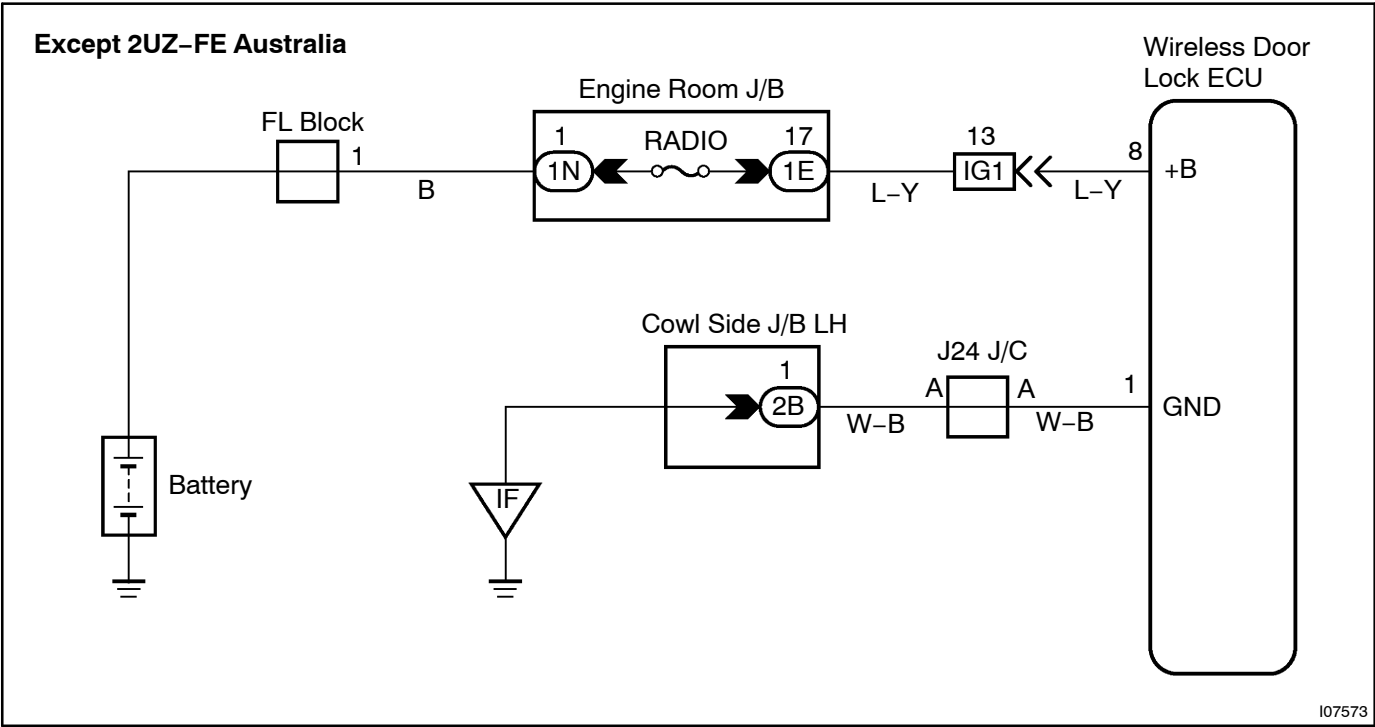 Except 2UZ−FE Australia
Wireless Door
Lock ECU
Engine Room J/B
FL Block
1
B
1
1N
RADIO
17
1E
L−Y
13
IG1
L−Y
8
+B
Cowl Side J/B LH
1
2B
W−B
J24 J/C
A
A
W−B
1
GND
Battery
IF
I07573